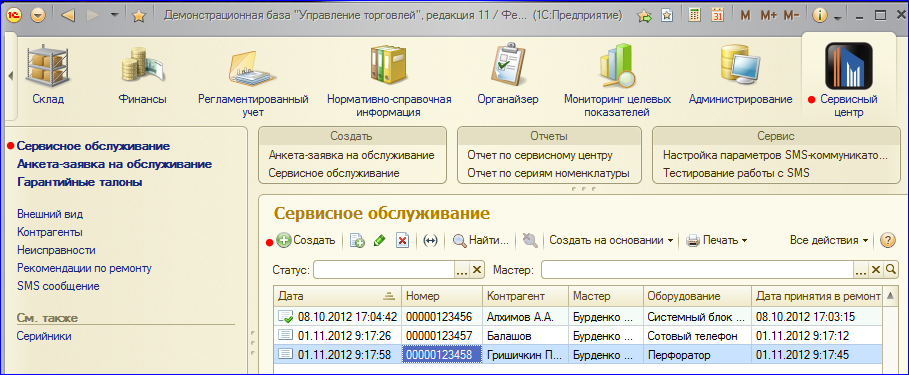 Демонстрационная база "Управление торговлей", редакция 11 / Фе... (1С:Предприятие)
M M+ M-
Склад
Финансы
Регламентированный учет
Нормативно-справочная информация
Органайзер
Мониторинг целевых показателей
Администрирование
Сервисный центр
Сервисное обслуживание
Анкета-заявка на обслуживание
Гарантийные талоны
Внешний вид
Контрагенты
Неисправности
Рекомендации по ремонту
SMS сообщение
См. также
Серийники
Создать
Анкета-заявка на обслуживание
Сервисное обслуживание
Отчеты
Отчет по сервисному центру
Отчет по сериям номенклатуры
Сервис
Настройка параметров SMS-коммуникато...
Тестирование работы с SMS
Сервисное обслуживание
Создать Найти... Создать на основании Печать Все действия
Статус: ... Мастер: ...
Дата Номер Контрагент Мастер Оборудование Дата принятия в ремонт
08.10.2012 17:04:42 00000123456 Алхимов А.А. Бурденко ... Системный блок ... 08.10.2012 17:03:15
01.11.2012 9:17:26 00000123457 Балашов Бурденко ... Сотовый телефон 01.11.2012 9:17:12
01.11.2012 9:17:58 00000123458 Гришичкин П... Бурденко ... Перфоратор 01.11.2012 9:17:45